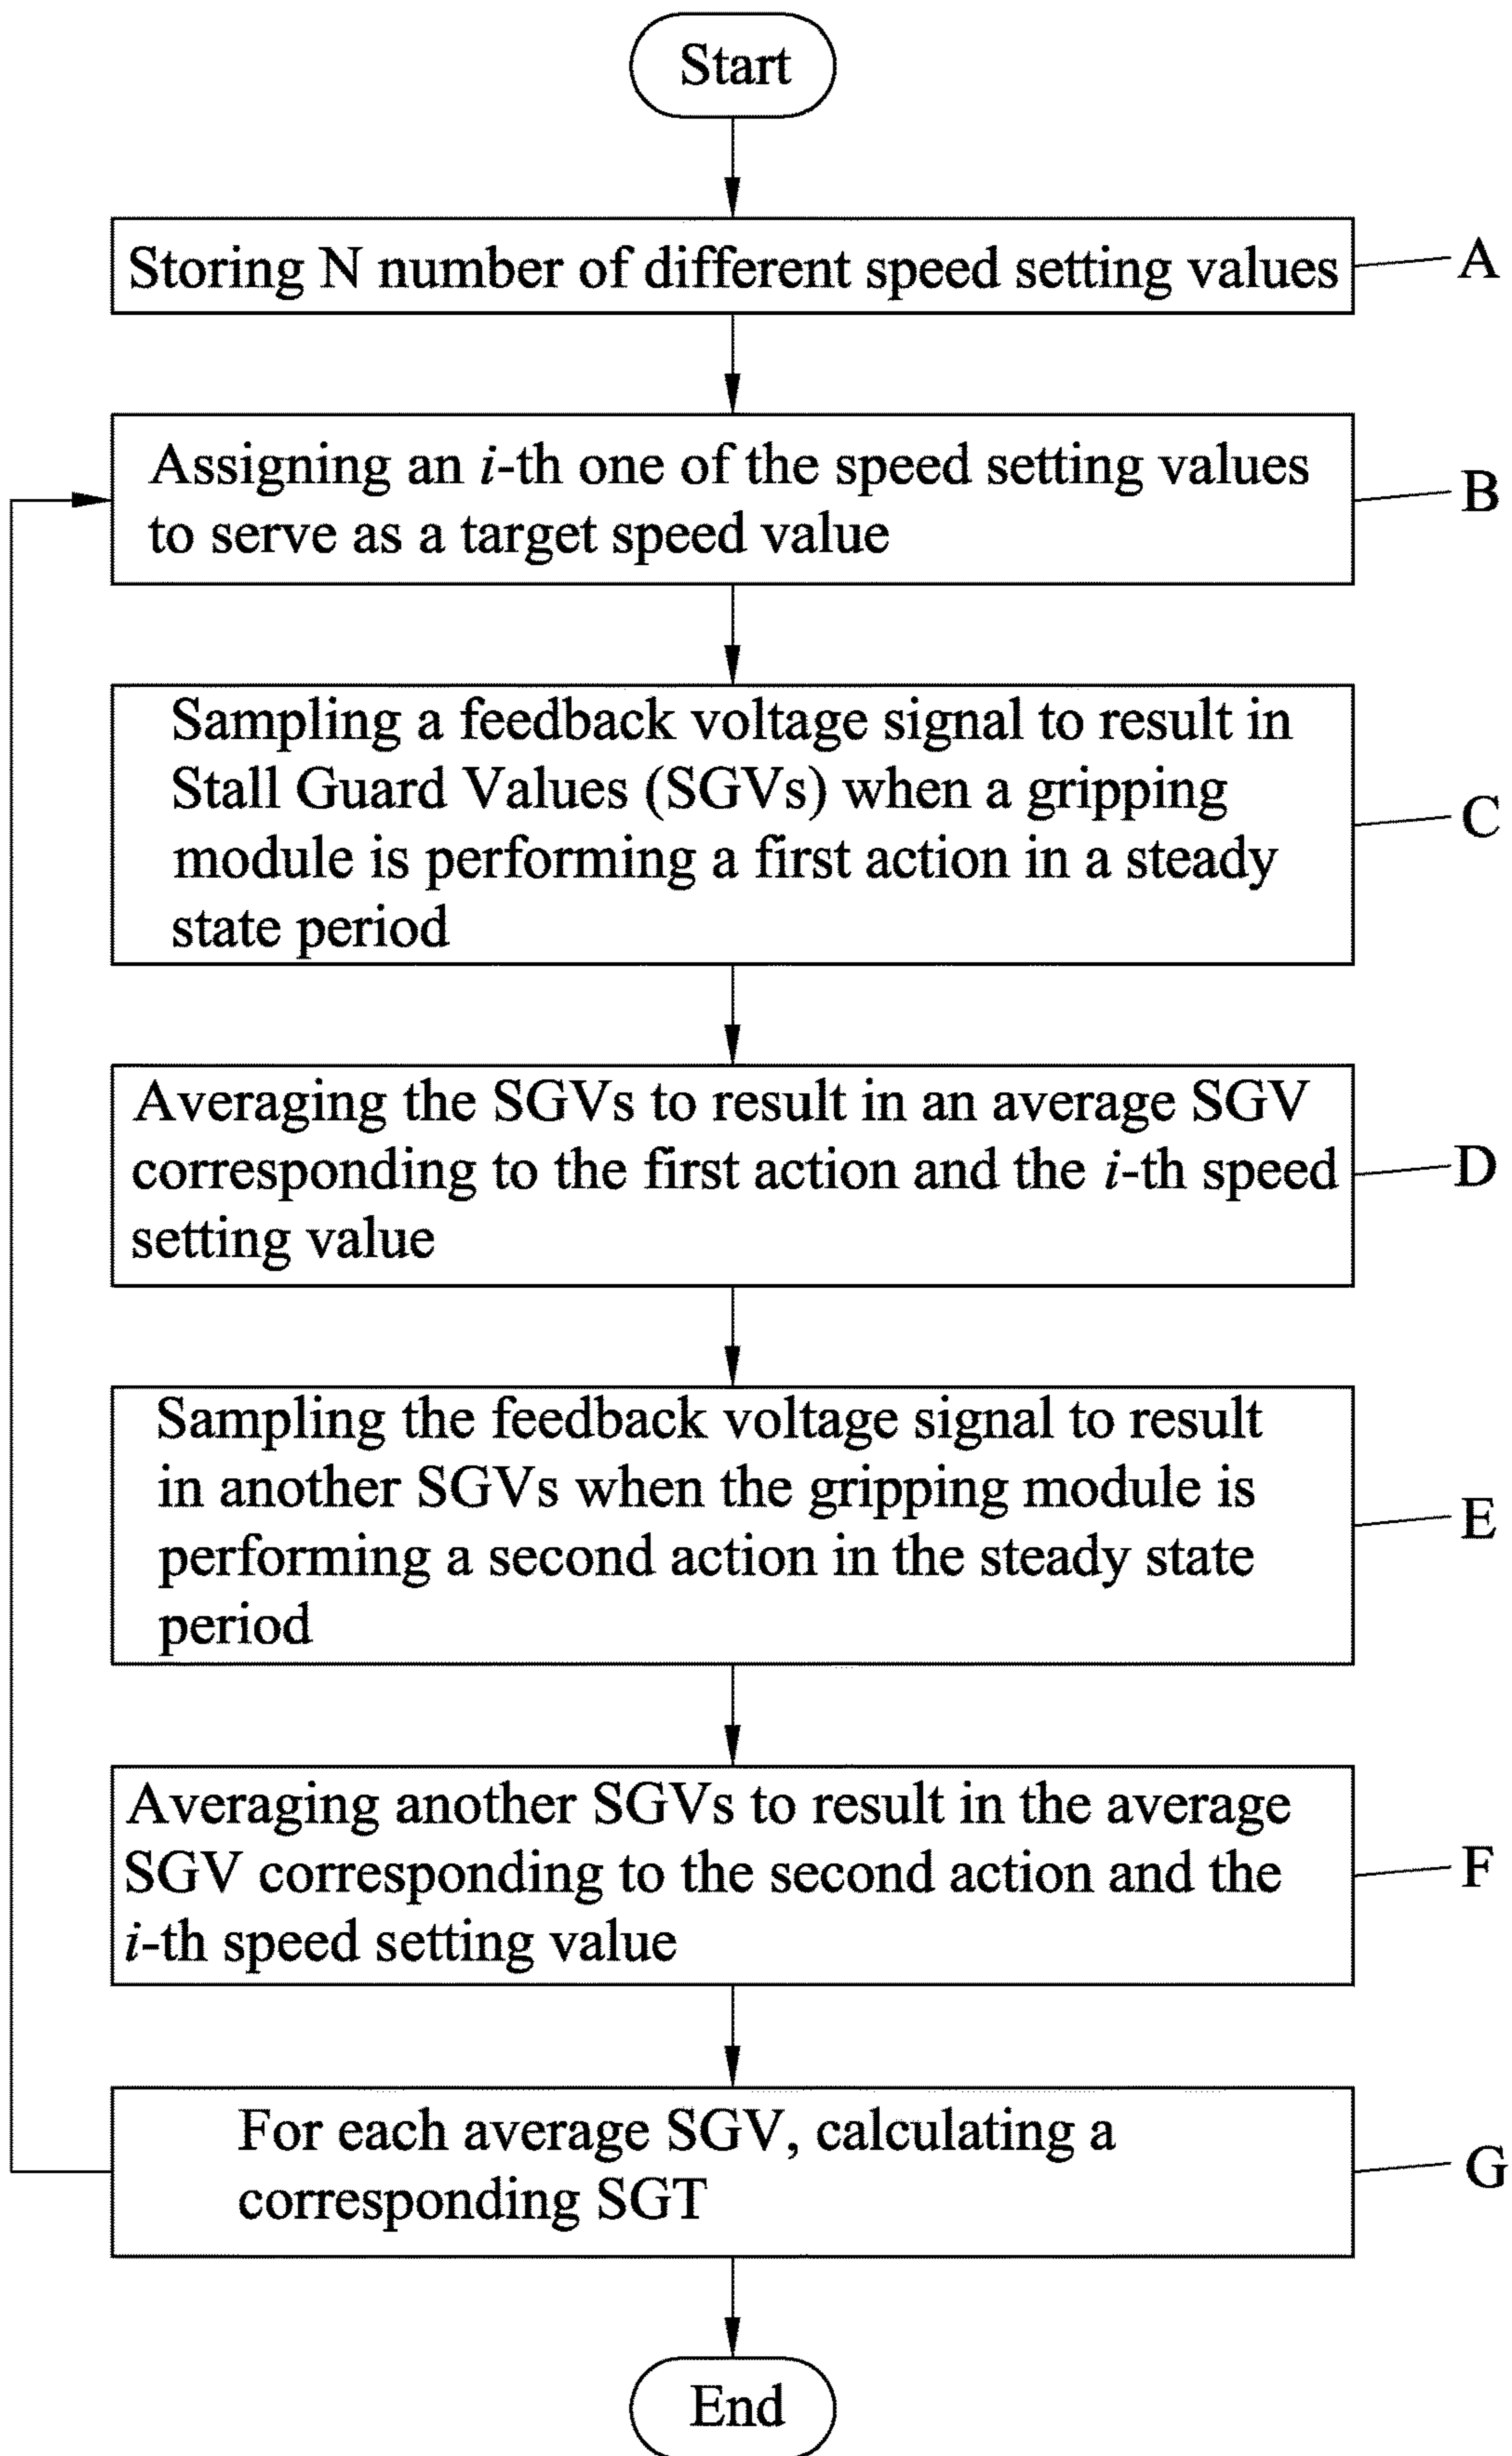 Start
Storing N number of different speed setting values
A
Assigning an i-th one of the speed setting values
to serve as a target speed value
B
Sampling a feedback voltage signal to result in
Stall Guard Values (SGVs) when a gripping
module is performing a first action in a steady
state period
C
Averaging the SGVs to result in an average SGV
corresponding to the first action and the i-th speed
setting value
D
Sampling the feedback voltage signal to result
in another SGVs when the gripping module is
performing a second action in the steady state
period
E
Averaging another SGVs to result in the average
SGV corresponding to the second action and the
i-th speed setting value
F
For each average SGV, calculating a
corresponding SGT
G
End